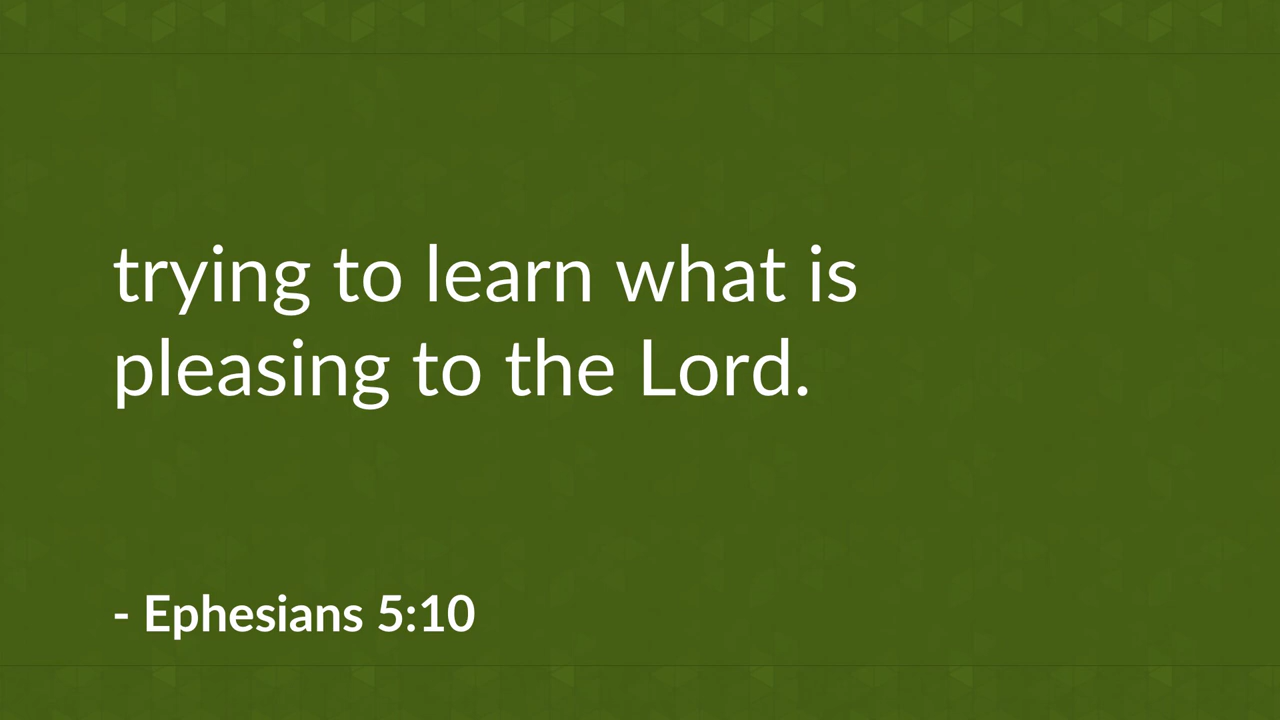 trying to learn what is
pleasing to the Lord.
- Ephesians 5:10